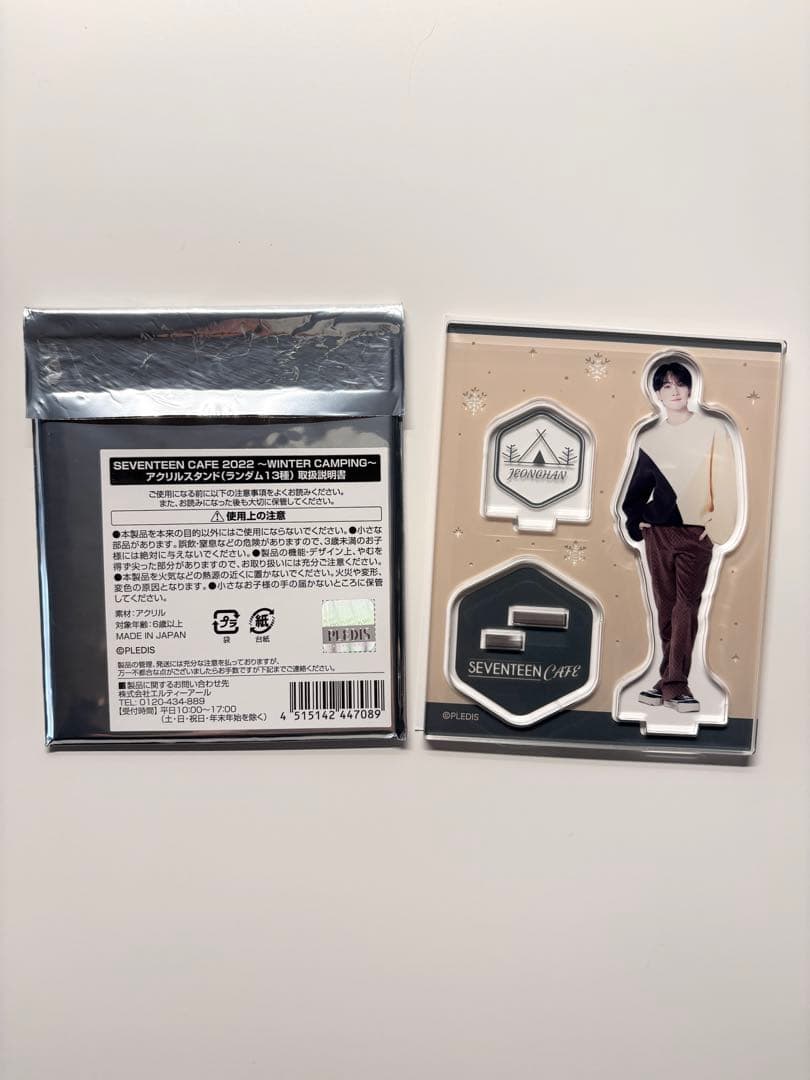 SEVENTEEN CAFE 2022 ～WINTER CAMPING～
アクリルスタンド(ランダム13種) 取扱説明書
ご使用になる前に以下の注意事項をよくお読みください。
また、お読みになった後も大切に保管してください。
⚠使用上の注意
●本製品を本来の目的以外にはご使用にならないでください。●小さな
部品があります。誤飲・窒息などの危険がありますので、3歳未満のお子
様には絶対に与えないでください。●製品の機能・デザイン上、やむを
得ず尖った部分がありますので、お取り扱いには充分ご注意ください。
●本製品を火気などの熱源の近くに置かないでください。火災や変形、
変色の原因となります。●小さなお子様の手の届かないところに保管
してください。
素材：アクリル
対象年齢：6歳以上
MADE IN JAPAN
©PLEDIS
プラ
袋
紙
台紙
PLEDIS
製品の管理、発送には充分な注意を払っておりますが、
万一不都合な点がございましたらお手数ですが下記までご連絡ください。
■製品に関するお問い合わせ先
株式会社エルティーアール
TEL: 0120-434-889
【受付時間】平日10:00～17:00
(土・日・祝日・年末年始を除く)
4 515142 447089
JEONGHAN
SEVENTEEN CAFE
©PLEDIS